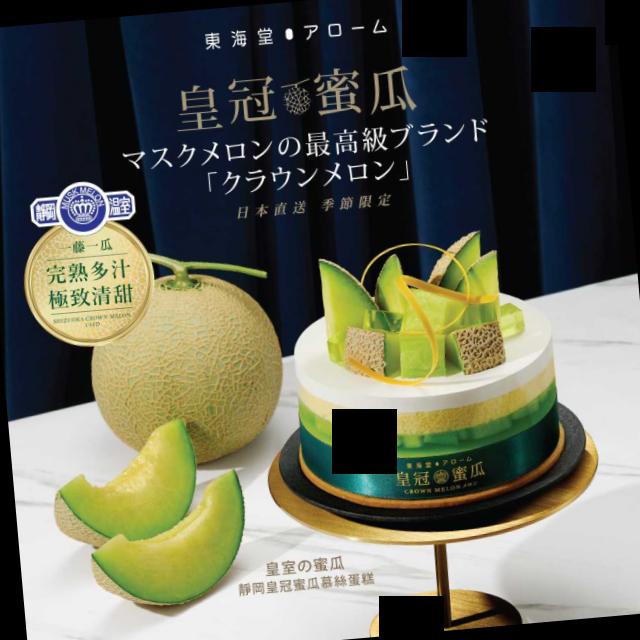 東海堂 アローム
皇冠蜜瓜
マスクメロンの最高級ブランド
「クラウンメロン」
日本直送 季節限定
MUSK MELON
靜岡 温室
一藤一瓜
完熟多汁
極致清甜
SHIZUOKA CROWN MELON
USED
東海堂 アローム
皇冠蜜瓜
CROWN MELON
皇室の蜜瓜
靜岡皇冠蜜瓜慕絲蛋糕